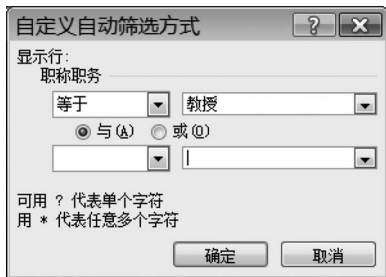 自定义自动筛选方式
显示行:
职称职务
等于 教授
与(A) 或(O)
可用 ? 代表单个字符
用 * 代表任意多个字符
确定 取消